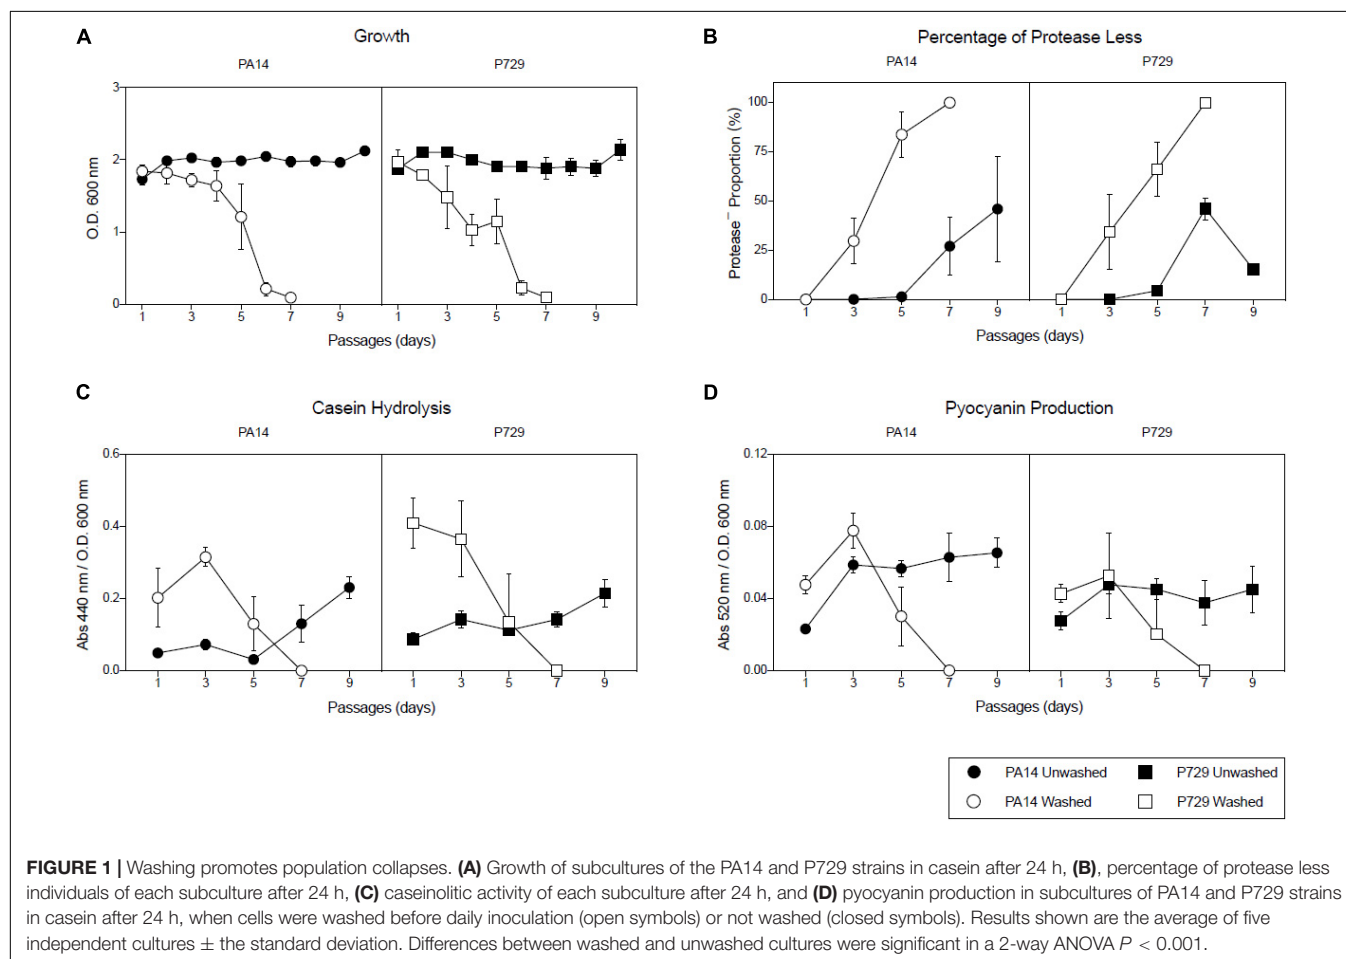 A
Growth
PA14
P729
3
2
1
0
O.D. 600 nm
1
3
5
7
9
1
3
5
7
9
Passages (days)
B
Percentage of Protease Less
PA14
P729
100
75
50
25
0
Protease⁻ Proportion (%)
1
3
5
7
9
1
3
5
7
9
Passages (days)
C
Casein Hydrolysis
PA14
P729
0.6
0.4
0.2
0.0
Abs 440 nm / O.D. 600 nm
1
3
5
7
9
1
3
5
7
9
Passages (days)
D
Pyocyanin Production
PA14
P729
0.12
0.08
0.04
0.00
Abs 520 nm / O.D. 600 nm
1
3
5
7
9
1
3
5
7
9
Passages (days)
PA14 Unwashed
P729 Unwashed
PA14 Washed
P729 Washed
FIGURE 1 | Washing promotes population collapses. (A) Growth of subcultures of the PA14 and P729 strains in casein after 24 h, (B), percentage of protease less
individuals of each subculture after 24 h, (C) caseinolitic activity of each subculture after 24 h, and (D) pyocyanin production in subcultures of PA14 and P729 strains
in casein after 24 h, when cells were washed before daily inoculation (open symbols) or not washed (closed symbols). Results shown are the average of five
independent cultures ± the standard deviation. Differences between washed and unwashed cultures were significant in a 2-way ANOVA P < 0.001.